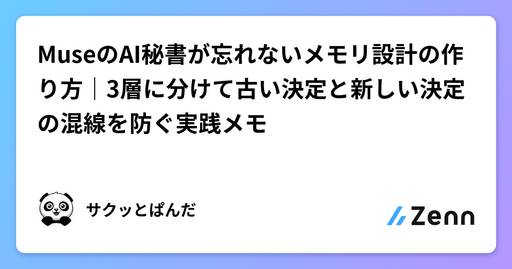 MuseのAI秘書が忘れないメモリ設計の作
り方｜3層に分けて古い決定と新しい決定
の混線を防ぐ実践メモ
サクッとぱんだ
Zenn